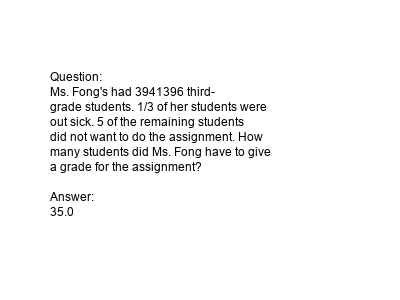 Question:
Ms. Fong's had 3941396 third-
grade students. 1/3 of her students were
out sick. 5 of the remaining students
did not want to do the assignment. How
many students did Ms. Fong have to give
a grade for the assignment?

Answer:
35.0